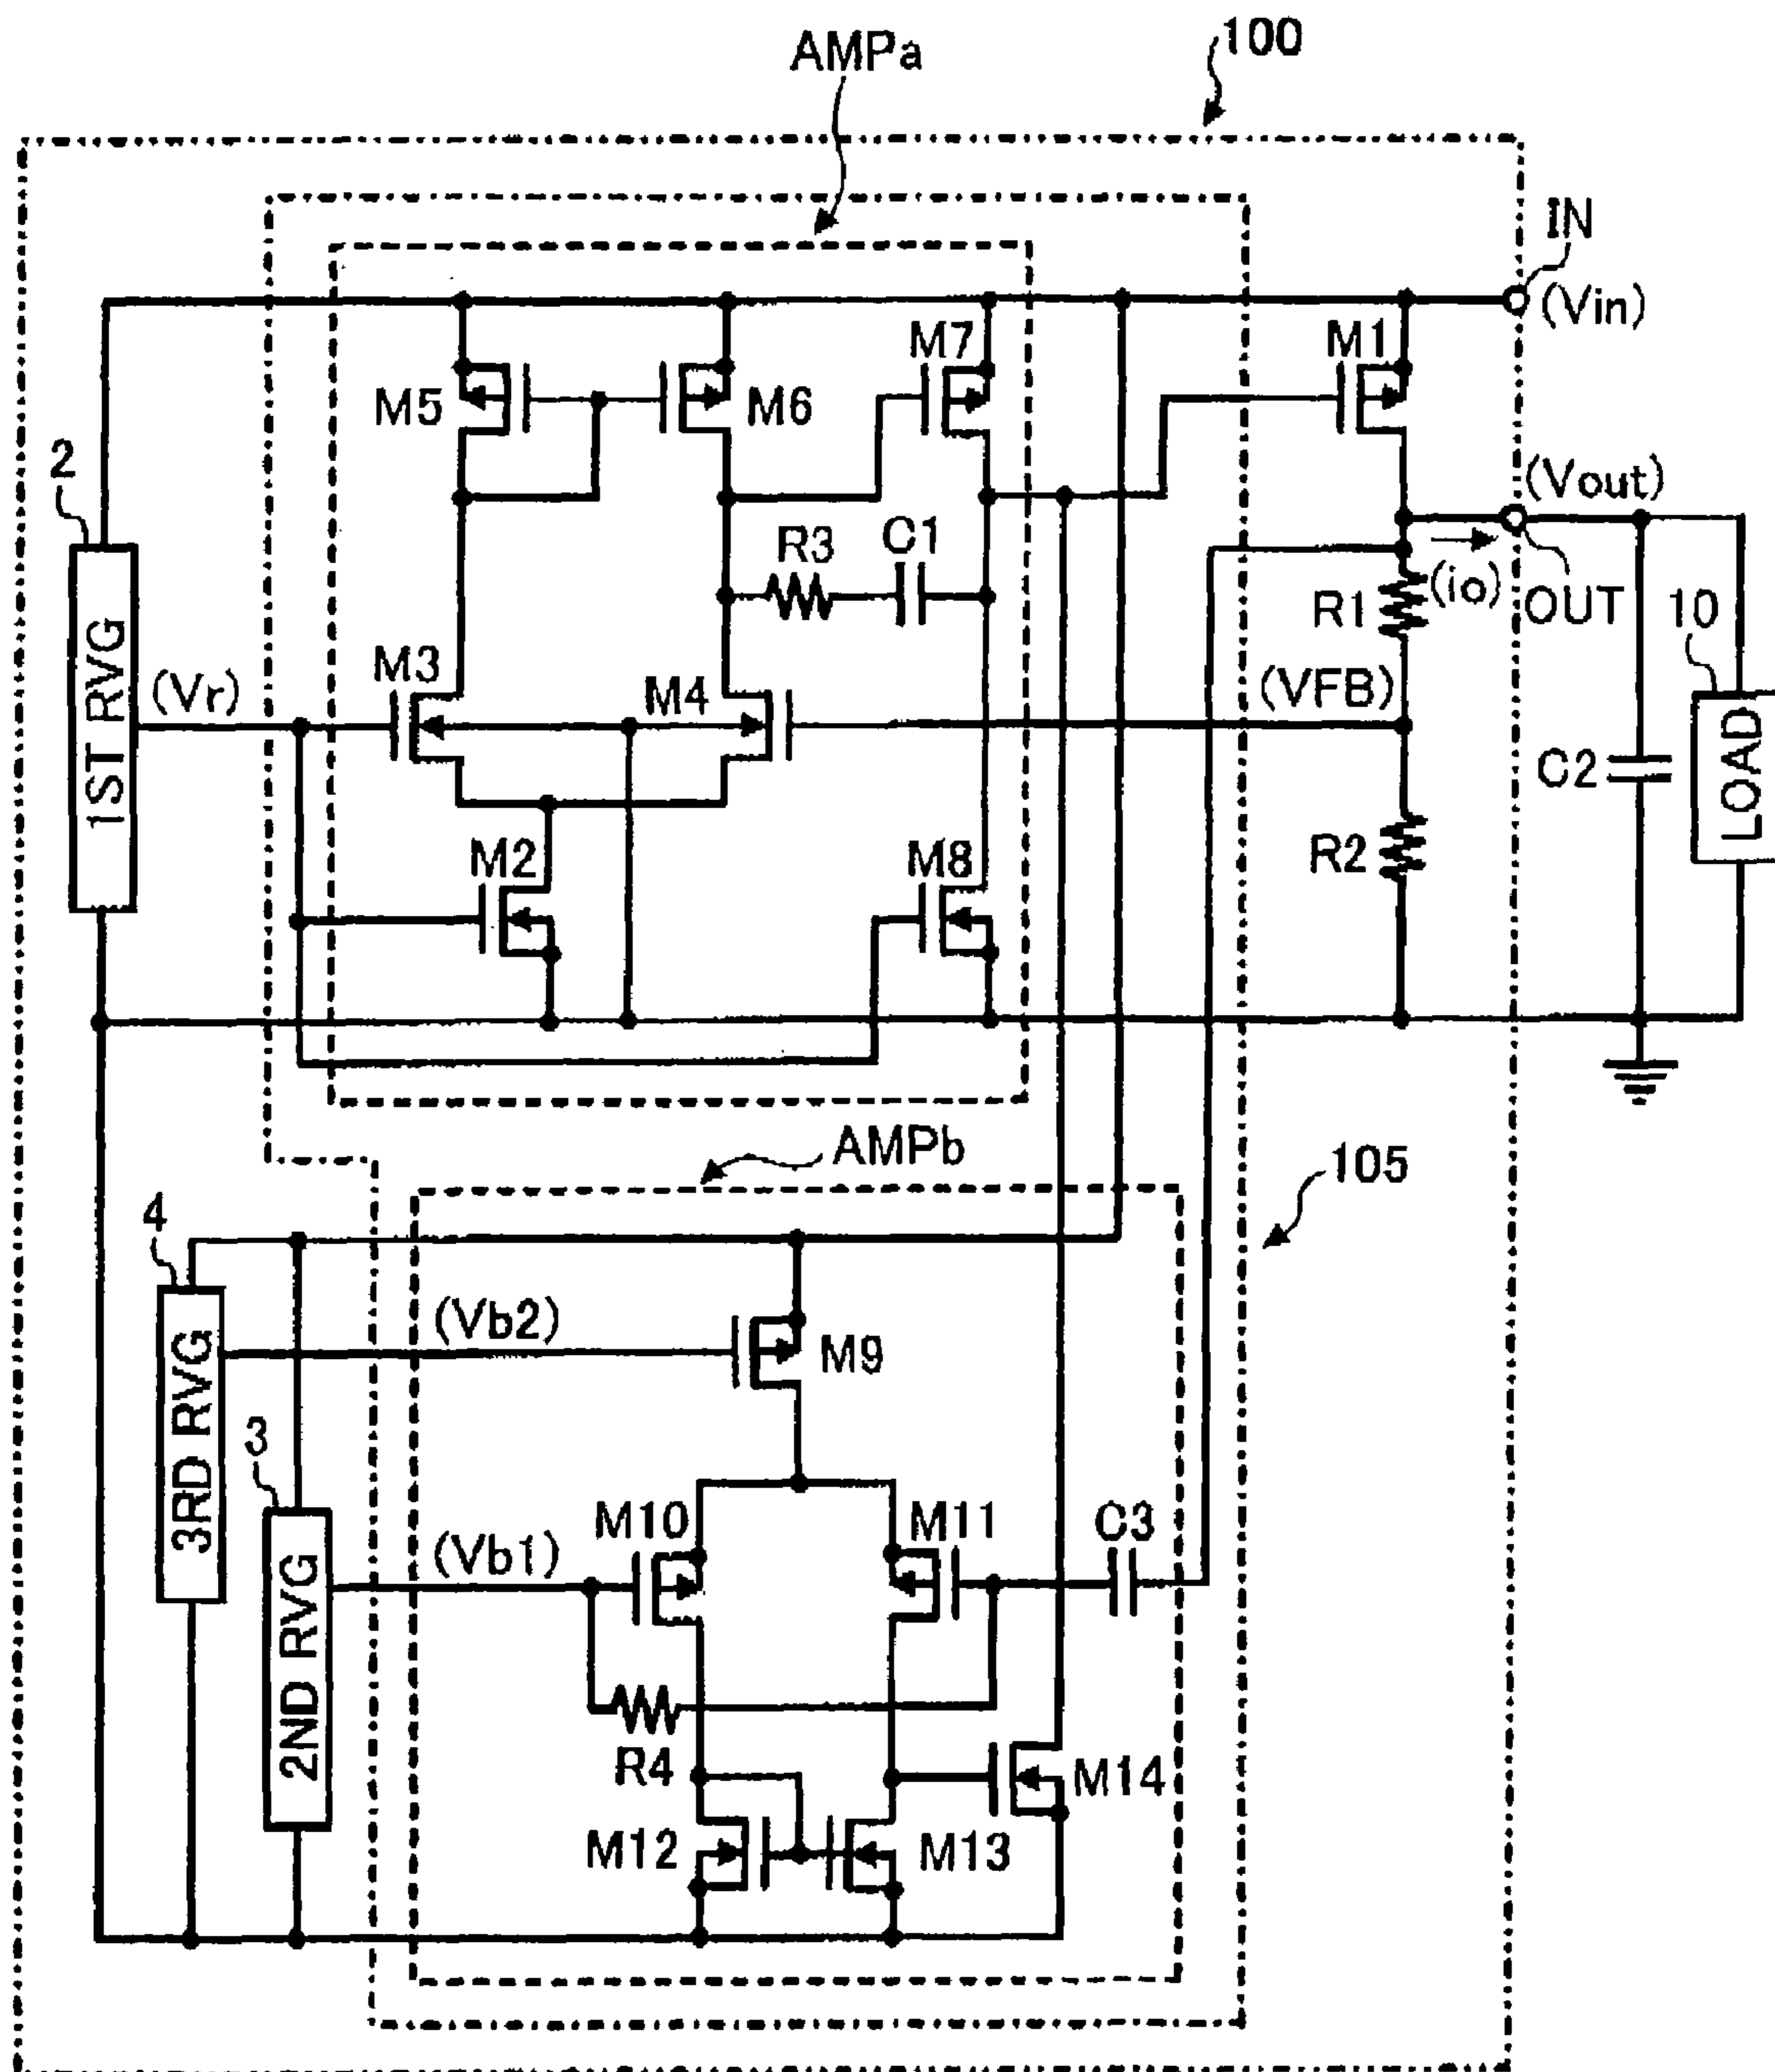 AMPa
100
IN
(Vin)
M5
M6
M7
M1
2
1ST RVG
(Vr)
R3
C1
(Vout)
(io)
OUT
R1
10
M3
M4
(VFB)
C2
LOAD
M2
M8
R2
AMPb
105
4
3RD RVG
(Vb2)
M9
3
2ND RVG
(Vb1)
M10
M11
C3
R4
M14
M12
M13